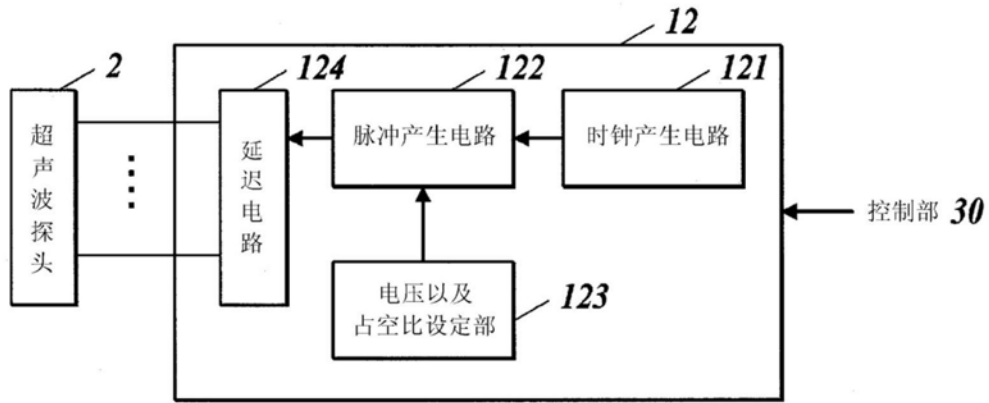 12
2
124
122
121
超声波探头
延迟电路
脉冲产生电路
时钟产生电路
控制部 30
电压以及
占空比设定部
123